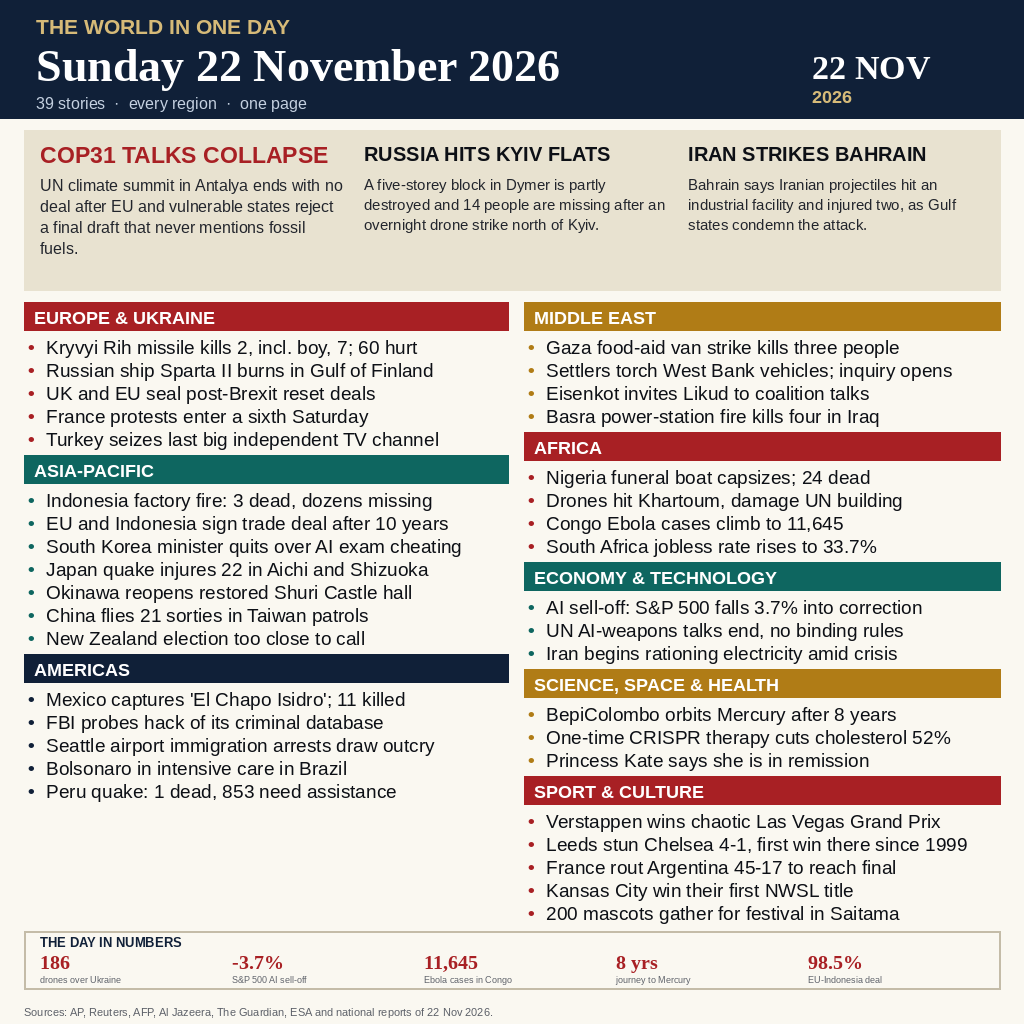 THE WORLD IN ONE DAY
Sunday 22 November 2026
39 stories · every region · one page
22 NOV
2026
COP31 TALKS COLLAPSE
UN climate summit in Antalya ends with no
deal after EU and vulnerable states reject
a final draft that never mentions fossil
fuels.
RUSSIA HITS KYIV FLATS
A five-storey block in Dymer is partly
destroyed and 14 people are missing after an
overnight drone strike north of Kyiv.
IRAN STRIKES BAHRAIN
Bahrain says Iranian projectiles hit an
industrial facility and injured two, as Gulf
states condemn the attack.
EUROPE & UKRAINE
• Kryvyi Rih missile kills 2, incl. boy, 7; 60 hurt
• Russian ship Sparta II burns in Gulf of Finland
• UK and EU seal post-Brexit reset deals
• France protests enter a sixth Saturday
• Turkey seizes last big independent TV channel
ASIA-PACIFIC
• Indonesia factory fire: 3 dead, dozens missing
• EU and Indonesia sign trade deal after 10 years
• South Korea minister quits over AI exam cheating
• Japan quake injures 22 in Aichi and Shizuoka
• Okinawa reopens restored Shuri Castle hall
• China flies 21 sorties in Taiwan patrols
• New Zealand election too close to call
AMERICAS
• Mexico captures 'El Chapo Isidro'; 11 killed
• FBI probes hack of its criminal database
• Seattle airport immigration arrests draw outcry
• Bolsonaro in intensive care in Brazil
• Peru quake: 1 dead, 853 need assistance
MIDDLE EAST
• Gaza food-aid van strike kills three people
• Settlers torch West Bank vehicles; inquiry opens
• Eisenkot invites Likud to coalition talks
• Basra power-station fire kills four in Iraq
AFRICA
• Nigeria funeral boat capsizes; 24 dead
• Drones hit Khartoum, damage UN building
• Congo Ebola cases climb to 11,645
• South Africa jobless rate rises to 33.7%
ECONOMY & TECHNOLOGY
• AI sell-off: S&P 500 falls 3.7% into correction
• UN AI-weapons talks end, no binding rules
• Iran begins rationing electricity amid crisis
SCIENCE, SPACE & HEALTH
• BepiColombo orbits Mercury after 8 years
• One-time CRISPR therapy cuts cholesterol 52%
• Princess Kate says she is in remission
SPORT & CULTURE
• Verstappen wins chaotic Las Vegas Grand Prix
• Leeds stun Chelsea 4-1, first win there since 1999
• France rout Argentina 45-17 to reach final
• Kansas City win their first NWSL title
• 200 mascots gather for festival in Saitama
THE DAY IN NUMBERS
186
drones over Ukraine
-3.7%
S&P 500 AI sell-off
11,645
Ebola cases in Congo
8 yrs
journey to Mercury
98.5%
EU-Indonesia deal
Sources: AP, Reuters, AFP, Al Jazeera, The Guardian, ESA and national reports of 22 Nov 2026.